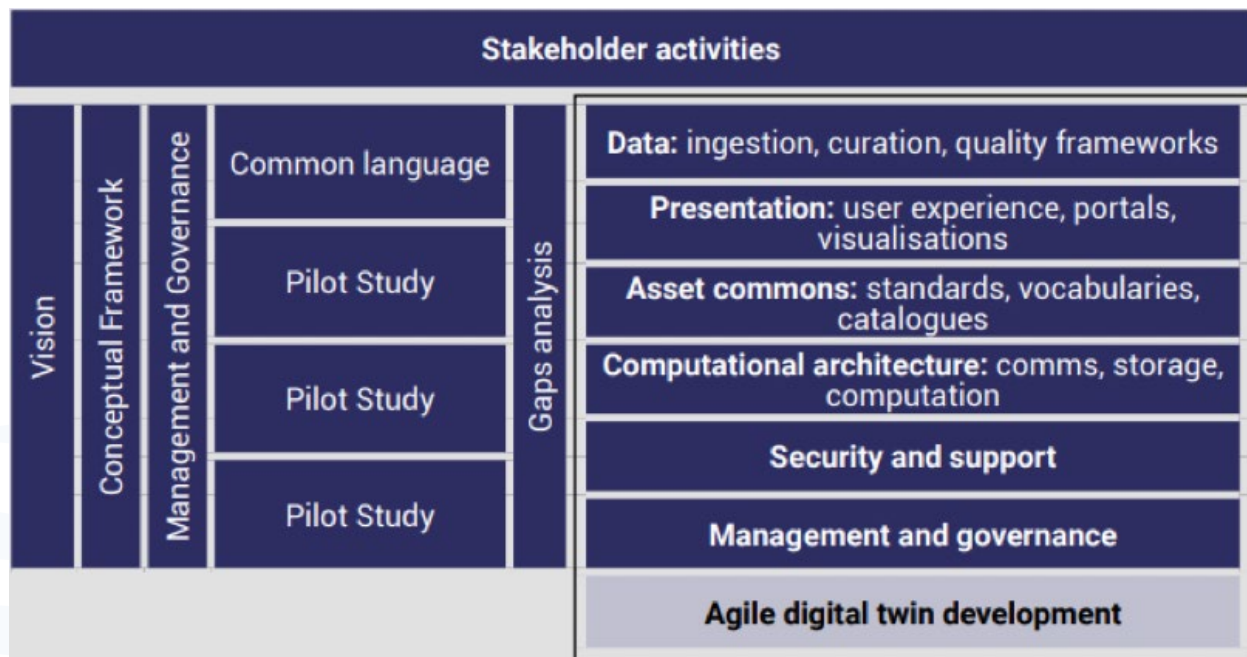 Stakeholder activities
Vision
Conceptual Framework
Management and Governance
Common language
Pilot Study
Pilot Study
Pilot Study
Gaps analysis
Data: ingestion, curation, quality frameworks
Presentation: user experience, portals,
visualisations
Asset commons: standards, vocabularies,
catalogues
Computational architecture: comms, storage,
computation
Security and support
Management and governance
Agile digital twin development